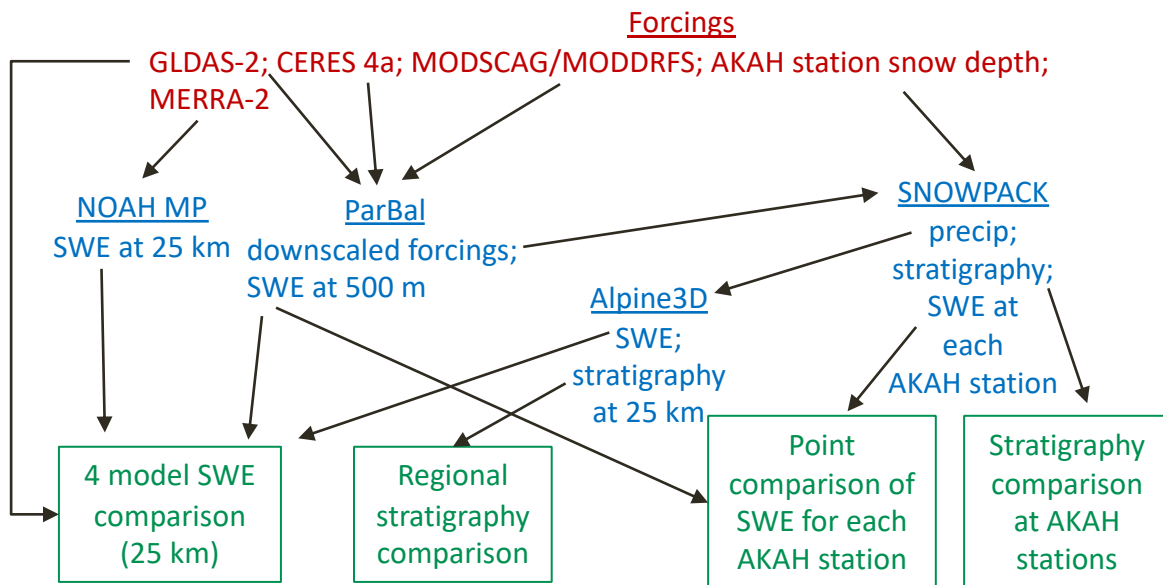 Forcings
GLDAS-2; CERES 4a; MODSCAG/MODDRFS; AKAH station snow depth;
MERRA-2
NOAH MP
SWE at 25 km
ParBal
downscaled forcings;
SWE at 500 m
SNOWPACK
precip;
stratigraphy;
SWE at
each
AKAH station
Alpine3D
SWE;
stratigraphy
at 25 km
4 model SWE
comparison
(25 km)
Regional
stratigraphy
comparison
Point
comparison of
SWE for each
AKAH station
Stratigraphy
comparison
at AKAH
stations